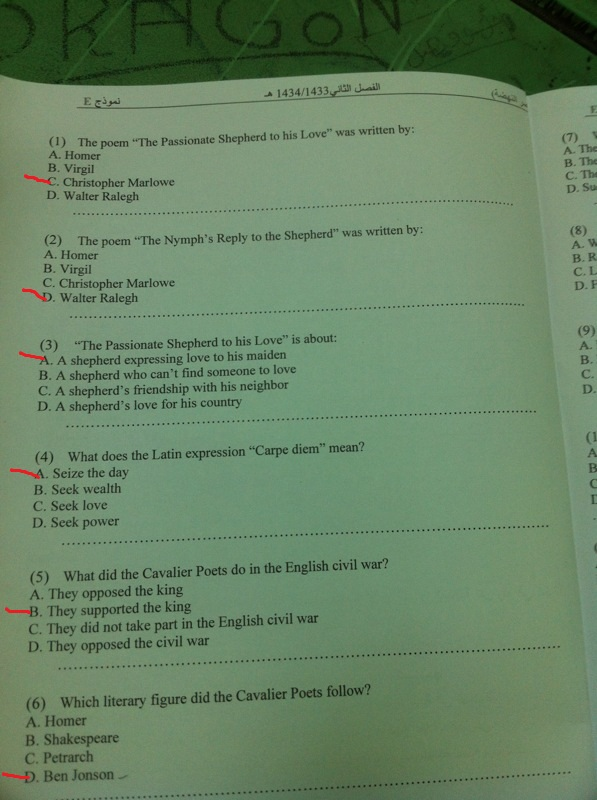 DRAGON
نموذج E
الفصل الثاني 1434/1433 هـ
(1) The poem “The Passionate Shepherd to his Love” was written by:
A. Homer
B. Virgil
C. Christopher Marlowe
D. Walter Ralegh
(2) The poem “The Nymph’s Reply to the Shepherd” was written by:
A. Homer
B. Virgil
C. Christopher Marlowe
D. Walter Ralegh
(3) “The Passionate Shepherd to his Love” is about:
A. A shepherd expressing love to his maiden
B. A shepherd who can’t find someone to love
C. A shepherd’s friendship with his neighbor
D. A shepherd’s love for his country
(4) What does the Latin expression “Carpe diem” mean?
A. Seize the day
B. Seek wealth
C. Seek love
D. Seek power
(5) What did the Cavalier Poets do in the English civil war?
A. They opposed the king
B. They supported the king
C. They did not take part in the English civil war
D. They opposed the civil war
(6) Which literary figure did the Cavalier Poets follow?
A. Homer
B. Shakespeare
C. Petrarch
D. Ben Jonson
E
(7)
A. The
B. The
C. The
D. Su
(8)
A. W
B. R
C. L
D. F
(9)
A.
B.
C.
D.
(1
A
B
C